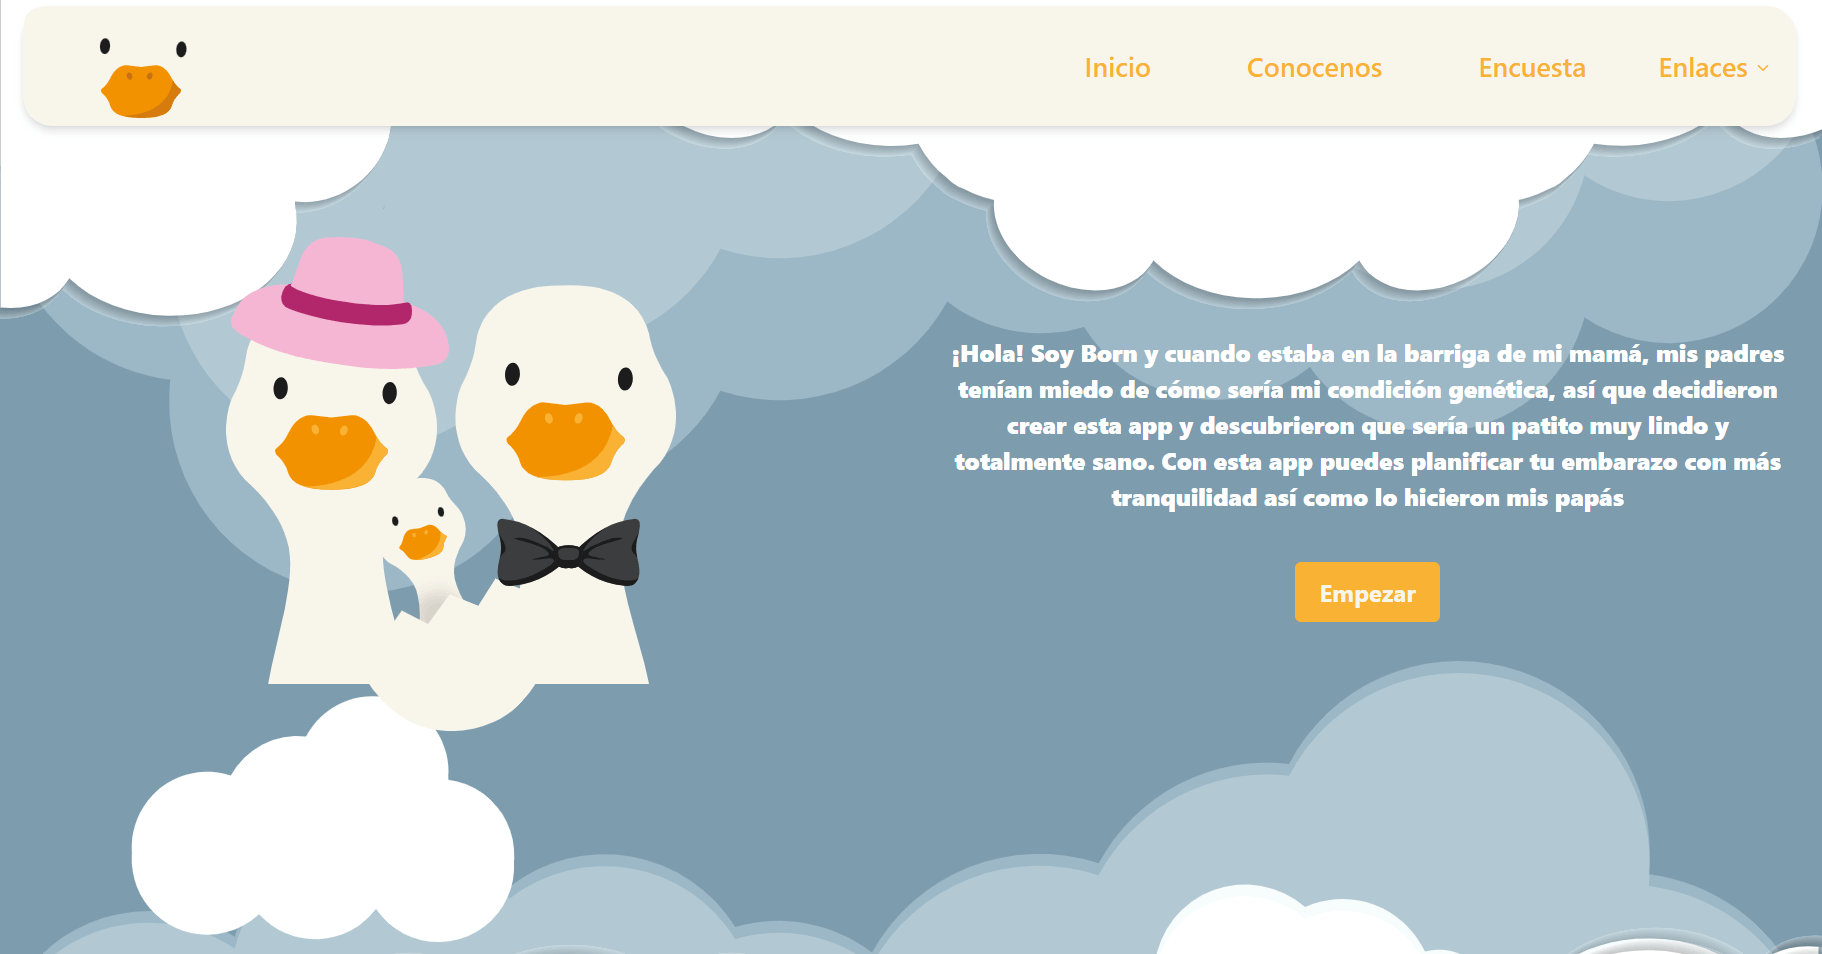 Inicio
Conocenos
Encuesta
Enlaces
¡Hola! Soy Born y cuando estaba en la barriga de mi mamá, mis padres
tenían miedo de cómo sería mi condición genética, así que decidieron
crear esta app y descubrieron que sería un patito muy lindo y
totalmente sano. Con esta app puedes planificar tu embarazo con más
tranquilidad así como lo hicieron mis papás
Empezar